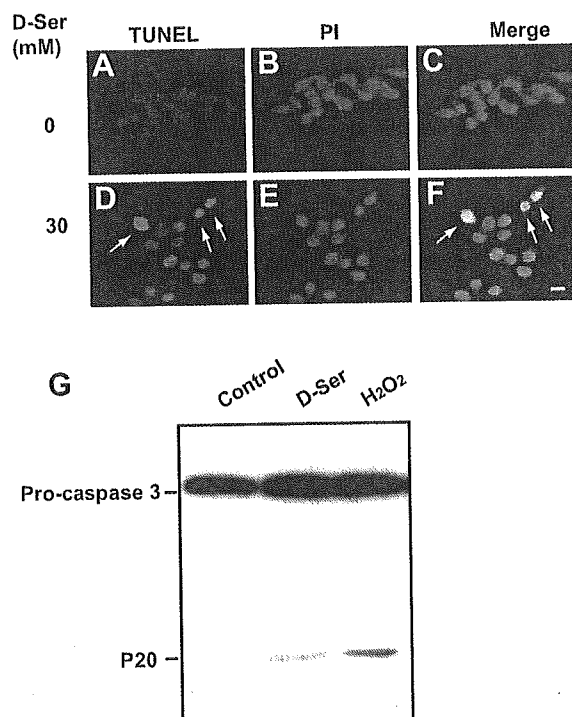 D-Ser
(mM)
TUNEL PI Merge
A B C
0
D E F
30
G
Control D-Ser H₂O₂
Pro-caspase 3
P20